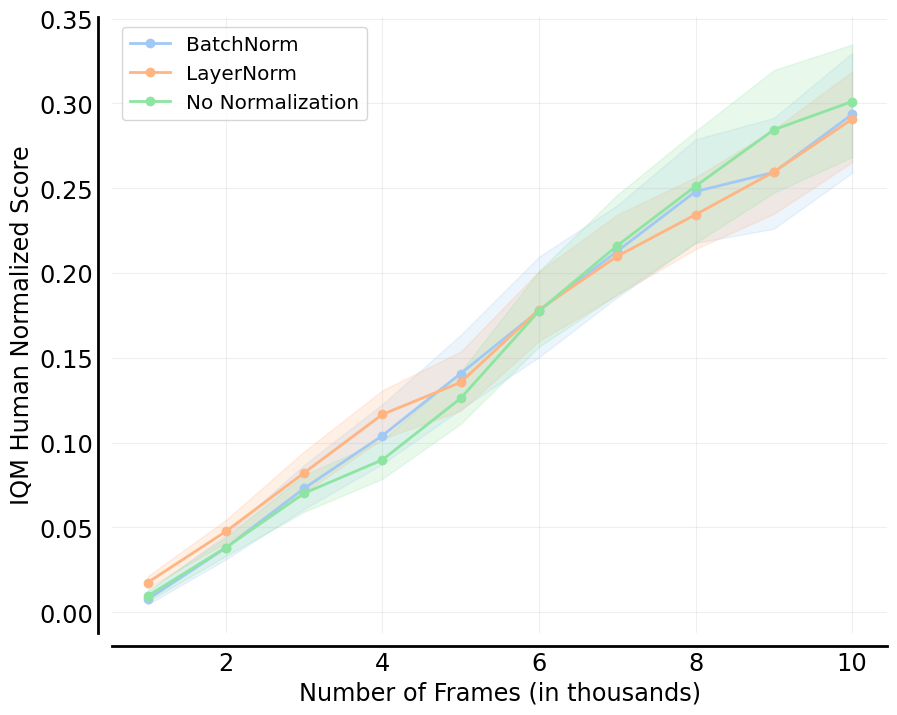 0.35
0.30
0.25
0.20
0.15
0.10
0.05
0.00
IQM Human Normalized Score
BatchNorm
LayerNorm
No Normalization
2 4 6 8 10
Number of Frames (in thousands)